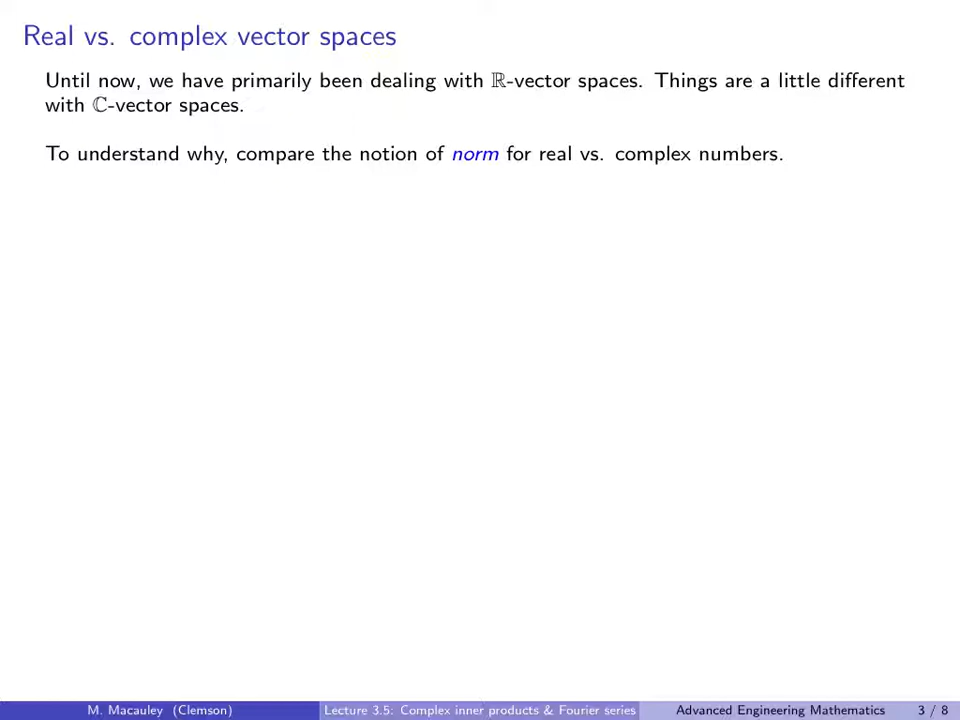 Real vs. complex vector spaces
Until now, we have primarily been dealing with ℝ-vector spaces. Things are a little different
with ℂ-vector spaces.
To understand why, compare the notion of norm for real vs. complex numbers.
M. Macauley (Clemson) Lecture 3.5: Complex inner products & Fourier series Advanced Engineering Mathematics 3 / 8